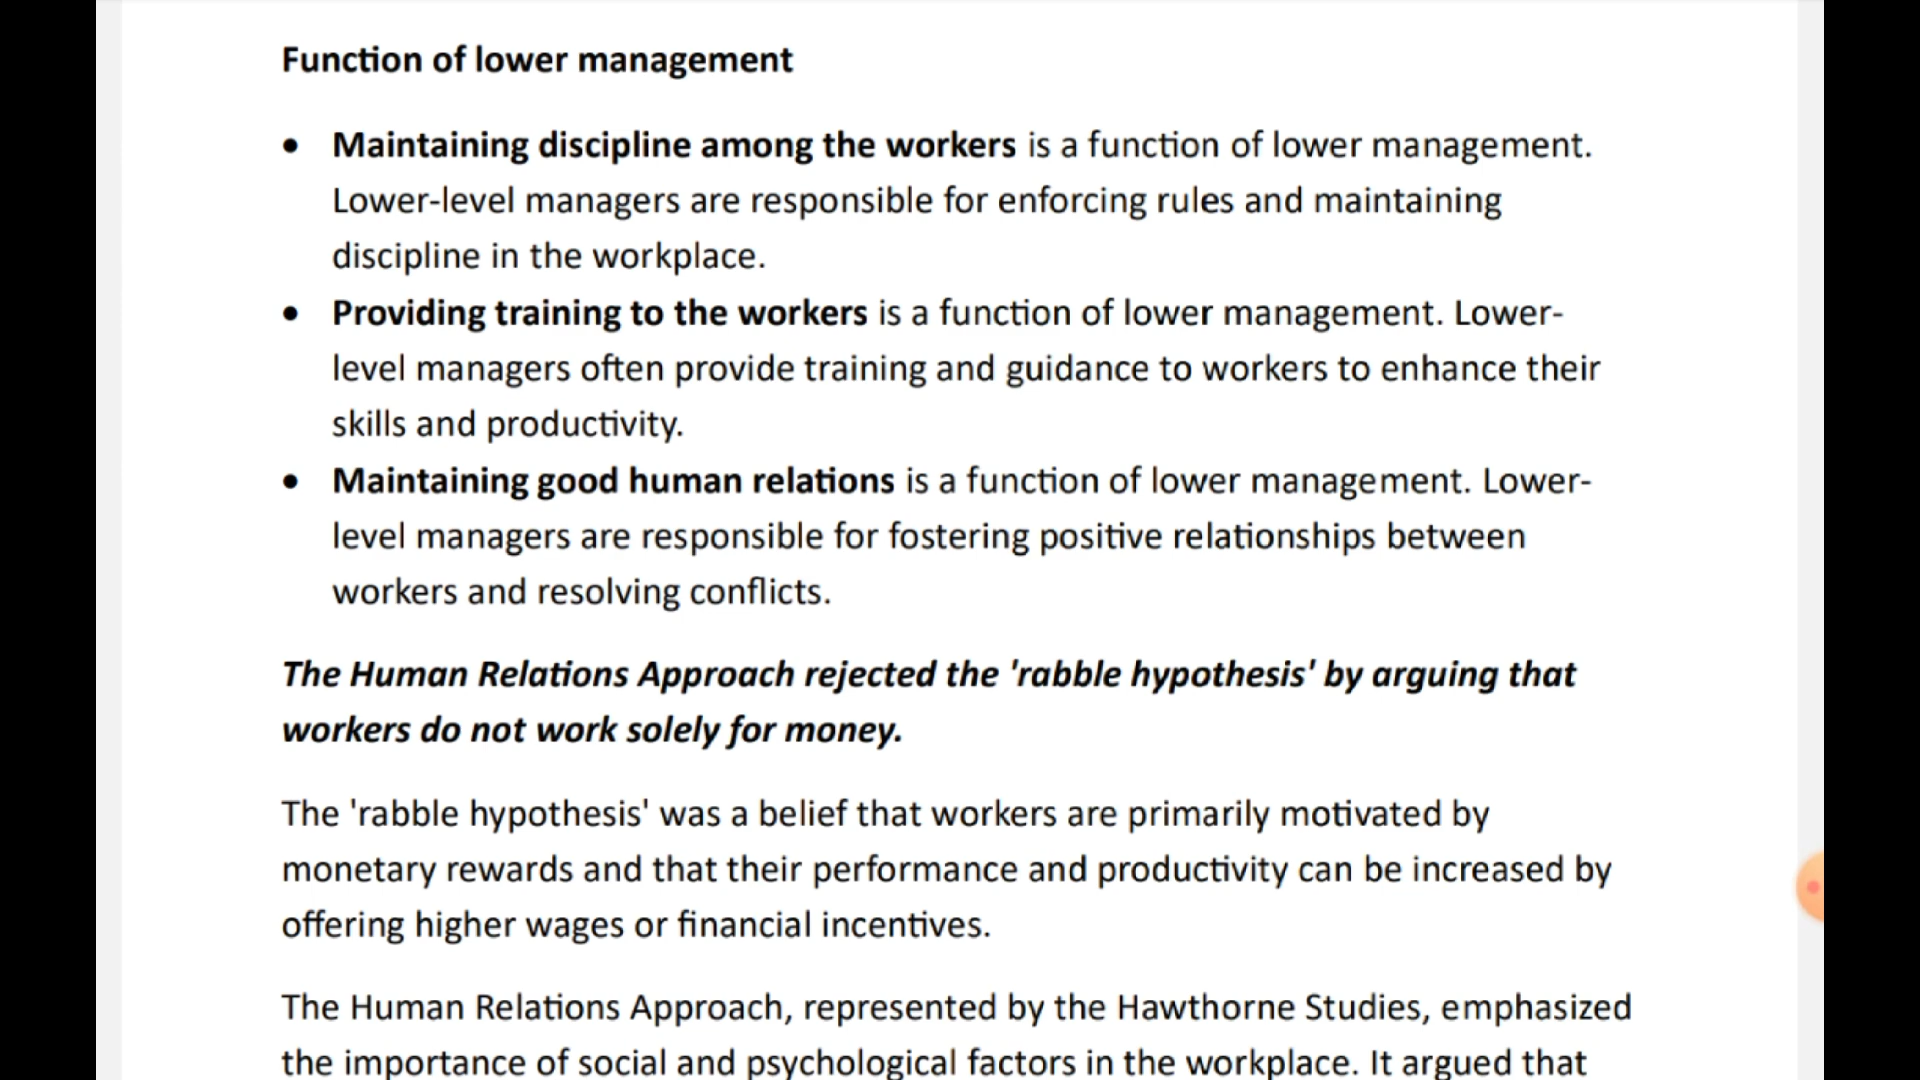 Function of lower management
• Maintaining discipline among the workers is a function of lower management.
Lower-level managers are responsible for enforcing rules and maintaining
discipline in the workplace.
• Providing training to the workers is a function of lower management. Lower-
level managers often provide training and guidance to workers to enhance their
skills and productivity.
• Maintaining good human relations is a function of lower management. Lower-
level managers are responsible for fostering positive relationships between
workers and resolving conflicts.
The Human Relations Approach rejected the 'rabble hypothesis' by arguing that
workers do not work solely for money.
The 'rabble hypothesis' was a belief that workers are primarily motivated by
monetary rewards and that their performance and productivity can be increased by
offering higher wages or financial incentives.
The Human Relations Approach, represented by the Hawthorne Studies, emphasized
the importance of social and psychological factors in the workplace. It argued that